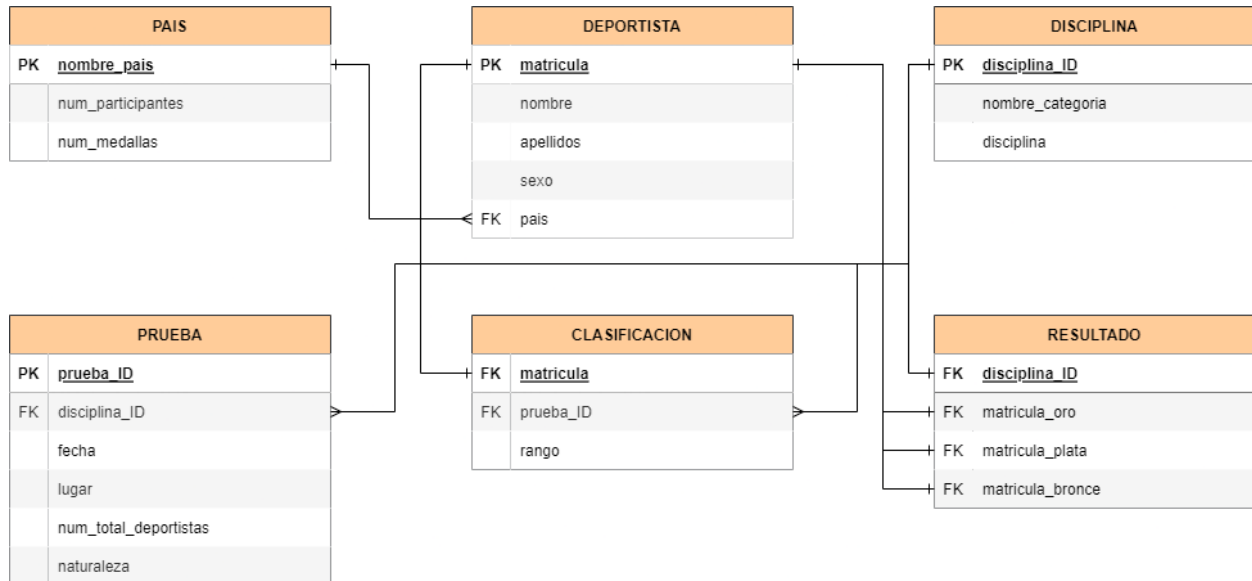 PAIS
PK nombre_pais
num_participantes
num_medallas
DEPORTISTA
PK matricula
nombre
apellidos
sexo
FK pais
DISCIPLINA
PK disciplina_ID
nombre_categoria
disciplina
PRUEBA
PK prueba_ID
FK disciplina_ID
fecha
lugar
num_total_deportistas
naturaleza
CLASIFICACION
FK matricula
FK prueba_ID
rango
RESULTADO
FK disciplina_ID
FK matricula_oro
FK matricula_plata
FK matricula_bronce